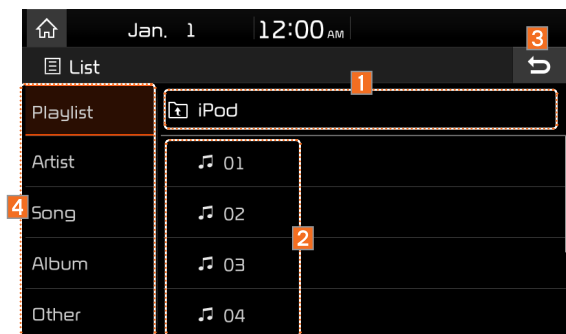 Jan. 1 12:00 AM
3
List
1
Playlist
iPod
Artist
01
4
Song
02
2
Album
03
Other
04